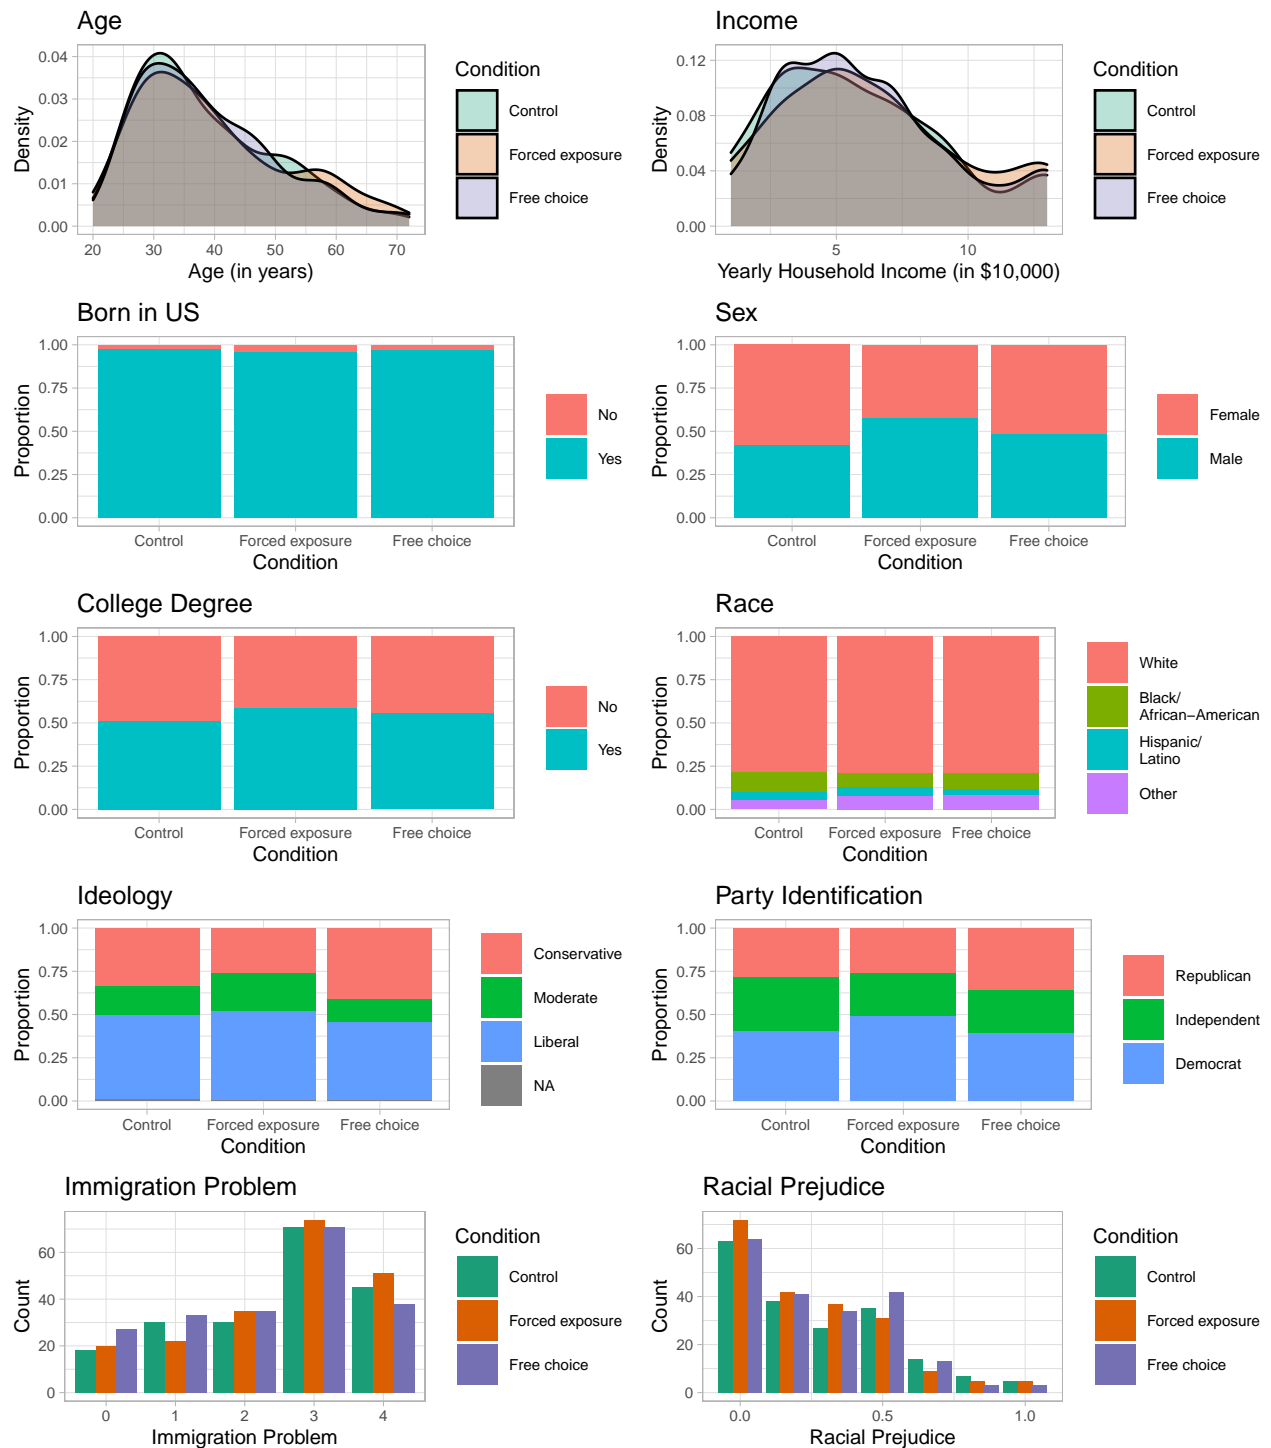 Age
0.04
0.03
0.02
0.01
0.00
Density
20 30 40 50 60 70
Age (in years)
Condition
Control
Forced exposure
Free choice
Income
0.12
0.08
0.04
0.00
Density
5 10
Yearly Household Income (in $10,000)
Condition
Control
Forced exposure
Free choice
Born in US
1.00
0.75
0.50
0.25
0.00
Proportion
Control Forced exposure Free choice
Condition
No
Yes
Sex
1.00
0.75
0.50
0.25
0.00
Proportion
Control Forced exposure Free choice
Condition
Female
Male
College Degree
1.00
0.75
0.50
0.25
0.00
Proportion
Control Forced exposure Free choice
Condition
No
Yes
Race
1.00
0.75
0.50
0.25
0.00
Proportion
Control Forced exposure Free choice
Condition
White
Black/
African−American
Hispanic/
Latino
Other
Ideology
1.00
0.75
0.50
0.25
0.00
Proportion
Control Forced exposure Free choice
Condition
Conservative
Moderate
Liberal
NA
Party Identification
1.00
0.75
0.50
0.25
0.00
Proportion
Control Forced exposure Free choice
Condition
Republican
Independent
Democrat
Immigration Problem
60
40
20
0
Count
0 1 2 3 4
Immigration Problem
Condition
Control
Forced exposure
Free choice
Racial Prejudice
60
40
20
0
Count
0.0 0.5 1.0
Racial Prejudice
Condition
Control
Forced exposure
Free choice